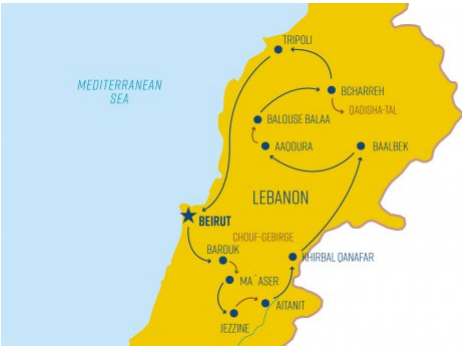 TRIPOLI
MEDITERRANEAN
SEA
BCHARREH
QADISHA-TAL
BALOUSE BALAA
AAQOURA
BAALBEK
LEBANON
BEIRUT
CHOUF-GEBIRGE
BAROUK
KHIRBAL QANAFAR
MA´ASER
AITANIT
JEZZINE